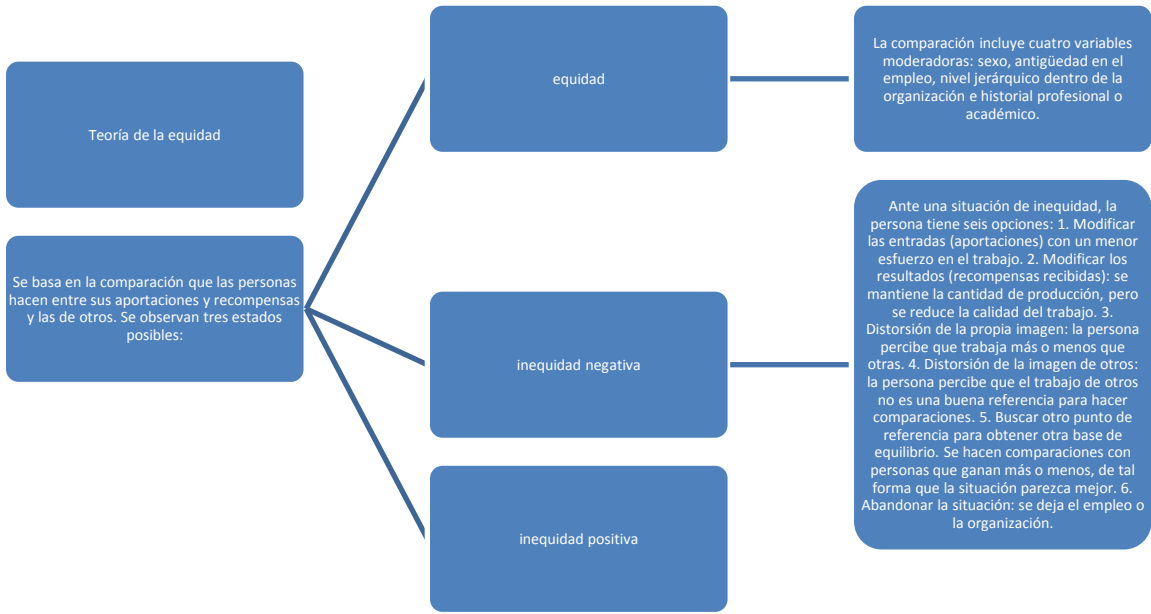 Teoría de la equidad
Se basa en la comparación que las personas
hacen entre sus aportaciones y recompensas
y las de otros. Se observan tres estados
posibles:
equidad
inequidad negativa
inequidad positiva
La comparación incluye cuatro variables
moderadoras: sexo, antigüedad en el
empleo, nivel jerárquico dentro de la
organización e historial profesional o
académico.
Ante una situación de inequidad, la
persona tiene seis opciones: 1. Modificar
las entradas (aportaciones) con un menor
esfuerzo en el trabajo. 2. Modificar los
resultados (recompensas recibidas): se
mantiene la cantidad de producción, pero
se reduce la calidad del trabajo. 3.
Distorsión de la propia imagen: la persona
percibe que trabaja más o menos que
otras. 4. Distorsión de la imagen de otros:
la persona percibe que el trabajo de otros
no es una buena referencia para hacer
comparaciones. 5. Buscar otro punto de
referencia para obtener otra base de
equilibrio. Se hacen comparaciones con
personas que ganan más o menos, de tal
forma que la situación parezca mejor. 6.
Abandonar la situación: se deja el empleo o
la organización.